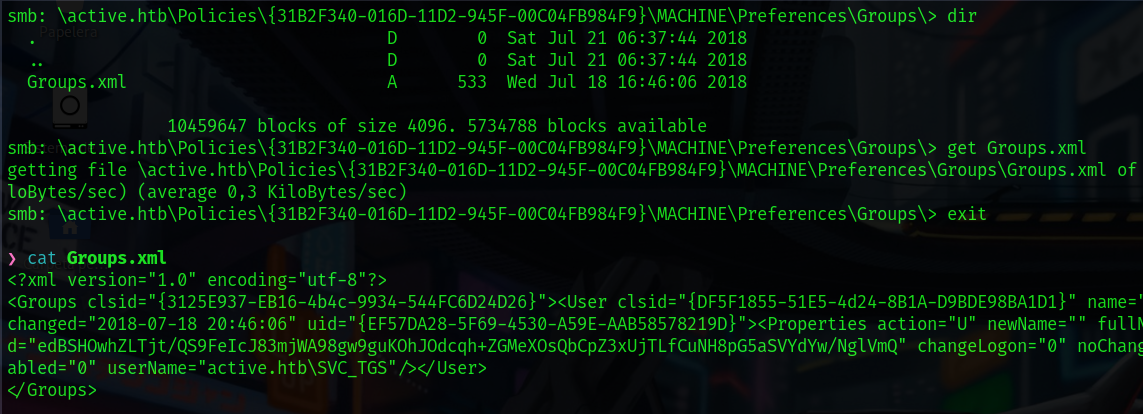 smb: \active.htb\Policies\{31B2F340-016D-11D2-945F-00C04FB984F9}\MACHINE\Preferences\Groups\> dir
. D 0 Sat Jul 21 06:37:44 2018
.. D 0 Sat Jul 21 06:37:44 2018
Groups.xml A 533 Wed Jul 18 16:46:06 2018
10459647 blocks of size 4096. 5734788 blocks available
smb: \active.htb\Policies\{31B2F340-016D-11D2-945F-00C04FB984F9}\MACHINE\Preferences\Groups\> get Groups.xml
getting file \active.htb\Policies\{31B2F340-016D-11D2-945F-00C04FB984F9}\MACHINE\Preferences\Groups\Groups.xml of
loBytes/sec) (average 0,3 KiloBytes/sec)
smb: \active.htb\Policies\{31B2F340-016D-11D2-945F-00C04FB984F9}\MACHINE\Preferences\Groups\> exit
❯ cat Groups.xml
<?xml version="1.0" encoding="utf-8"?>
<Groups clsid="{3125E937-EB16-4b4c-9934-544FC6D24D26}"><User clsid="{DF5F1855-51E5-4d24-8B1A-D9BDE98BA1D1}" name="
changed="2018-07-18 20:46:06" uid="{EF57DA28-5F69-4530-A59E-AAB58578219D}"><Properties action="U" newName="" fullN
d="edBSHOwhZLTjt/QS9FeIcJ83mjWA98gw9guKOhJOdcqh+ZGMeXOsQbCpZ3xUjTLfCuNH8pG5aSVYdYw/NglVmQ" changeLogon="0" noChang
abled="0" userName="active.htb\SVC_TGS"/></User>
</Groups>
Papelera